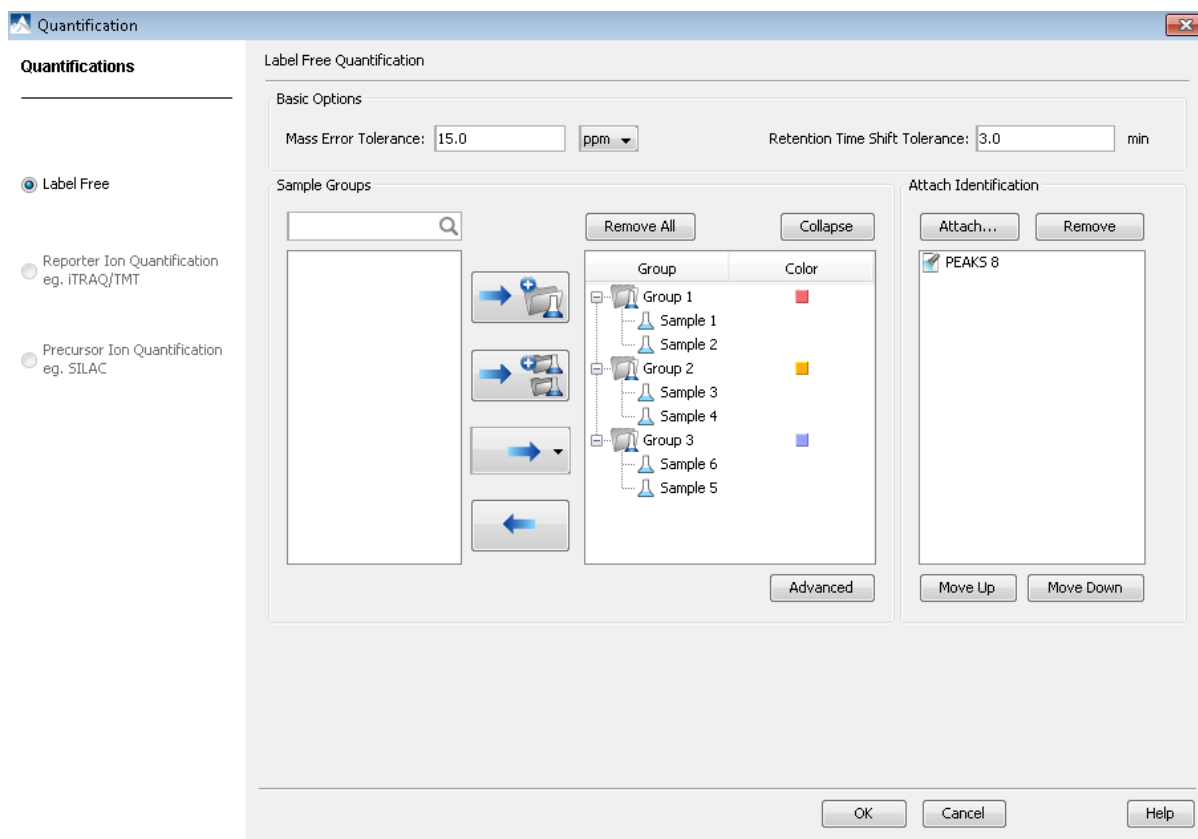 Quantification
Quantifications
Label Free
Reporter Ion Quantification
eg. iTRAQ/TMT
Precursor Ion Quantification
eg. SILAC
Label Free Quantification
Basic Options
Mass Error Tolerance: 15.0 ppm Retention Time Shift Tolerance: 3.0 min
Sample Groups
Remove All Collapse
Group Color
Group 1
Sample 1
Sample 2
Group 2
Sample 3
Sample 4
Group 3
Sample 6
Sample 5
Advanced
Attach Identification
Attach... Remove
PEAKS 8
Move Up Move Down
OK Cancel Help